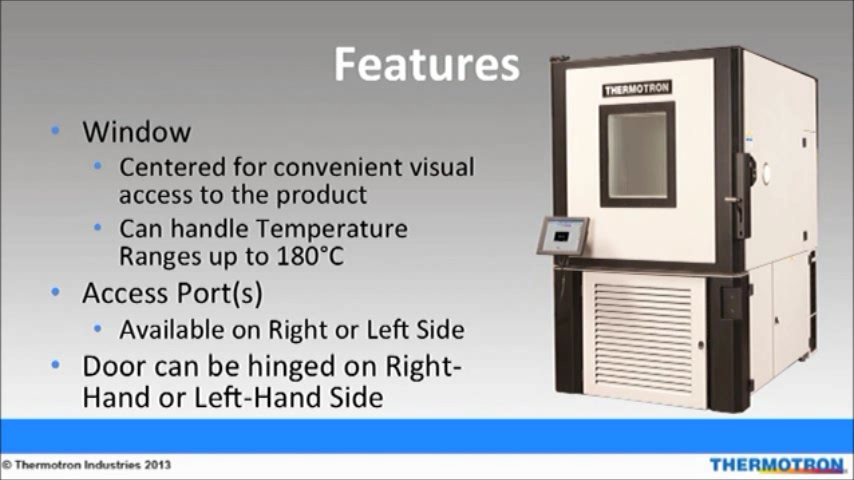 Features
THERMOTRON
• Window
• Centered for convenient visual
access to the product
• Can handle Temperature
Ranges up to 180°C
• Access Port(s)
• Available on Right or Left Side
• Door can be hinged on Right-
Hand or Left-Hand Side
© Thermotron Industries 2013
THERMOTRON